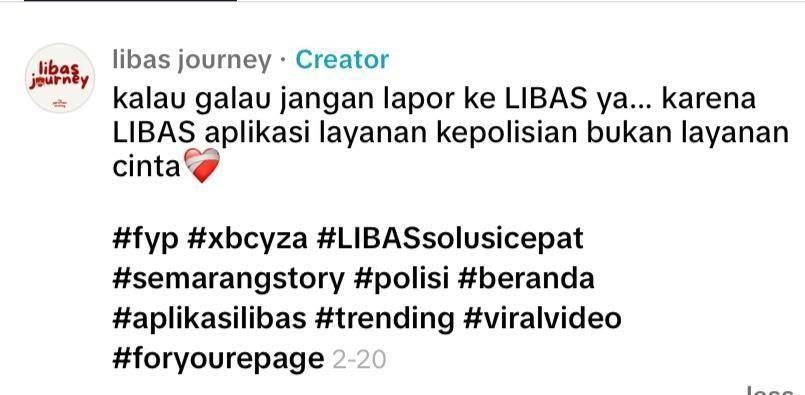 libas journey
libas journey · Creator
kalau galau jangan lapor ke LIBAS ya... karena
LIBAS aplikasi layanan kepolisian bukan layanan
cinta❤️‍🩹
#fyp #xbcyza #LIBASsolusicepat
#semarangstory #polisi #beranda
#aplikasilibas #trending #viralvideo
#foryourepage 2-20